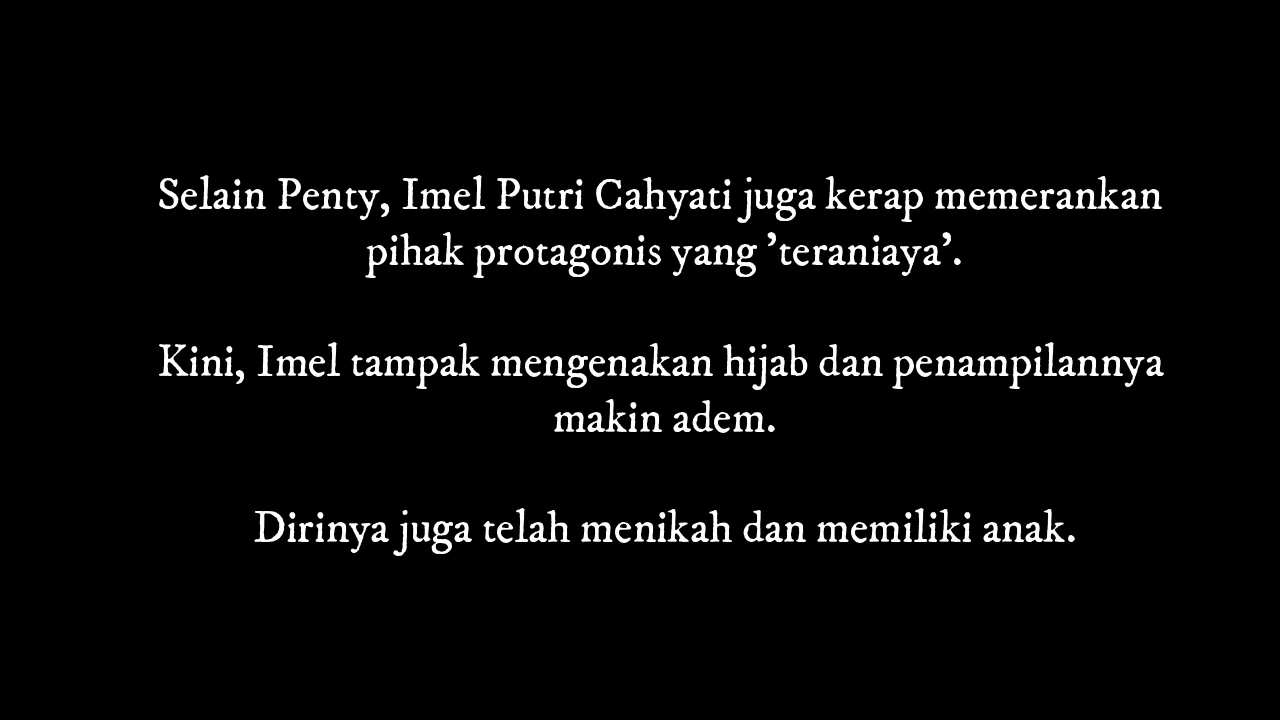 Selain Penty, Imel Putri Cahyati juga kerap memerankan
pihak protagonis yang ’teraniaya’.
Kini, Imel tampak mengenakan hijab dan penampilannya
makin adem.
Dirinya juga telah menikah dan memiliki anak.